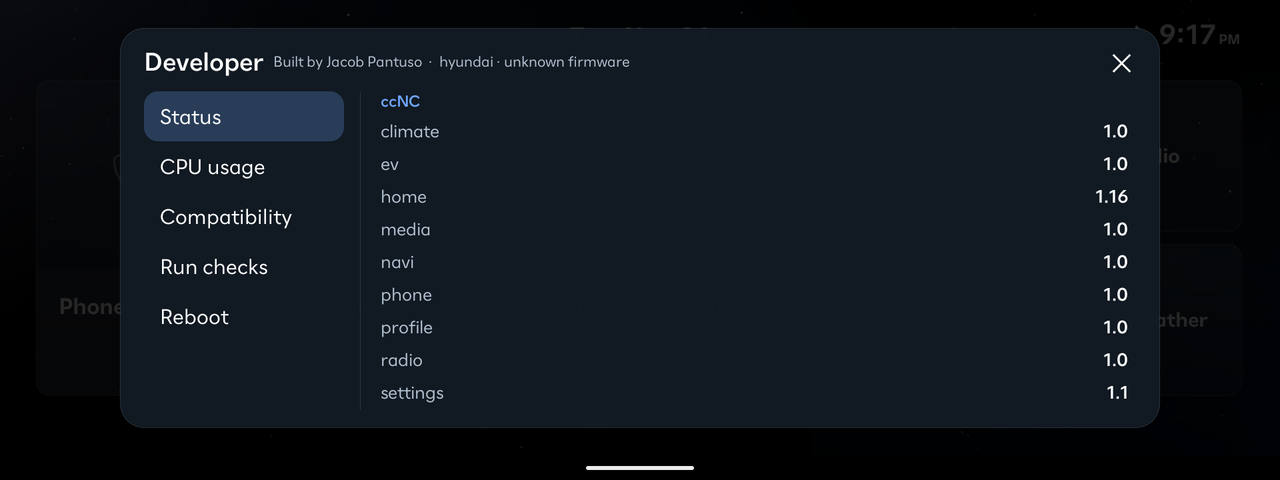 9:17 PM
Developer Built by Jacob Pantuso · hyundai · unknown firmware
Status
CPU usage
Compatibility
Run checks
Reboot
ccNC
climate 1.0
ev 1.0
home 1.16
media 1.0
navi 1.0
phone 1.0
profile 1.0
radio 1.0
settings 1.1
Phone